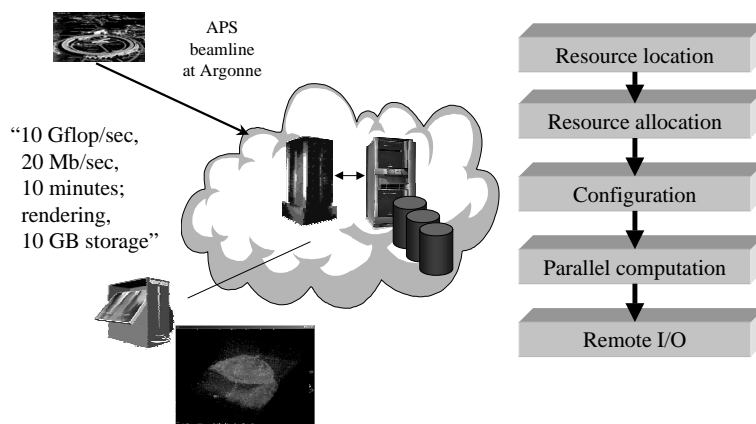 APS
beamline
at Argonne
“10 Gflop/sec,
20 Mb/sec,
10 minutes;
rendering,
10 GB storage”
Resource location
Resource allocation
Configuration
Parallel computation
Remote I/O